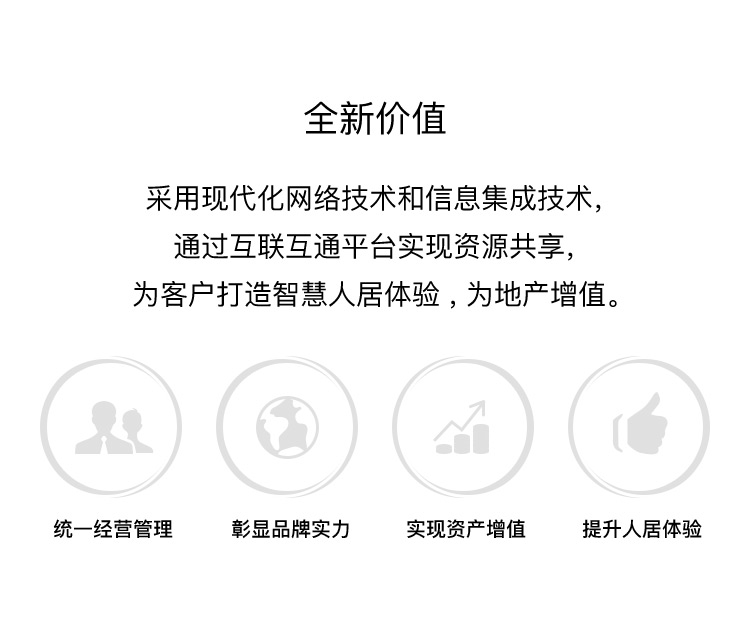 全新价值
采用现代化网络技术和信息集成技术，
通过互联互通平台实现资源共享，
为客户打造智慧人居体验，为地产增值。
统一经营管理
彰显品牌实力
实现资产增值
提升人居体验